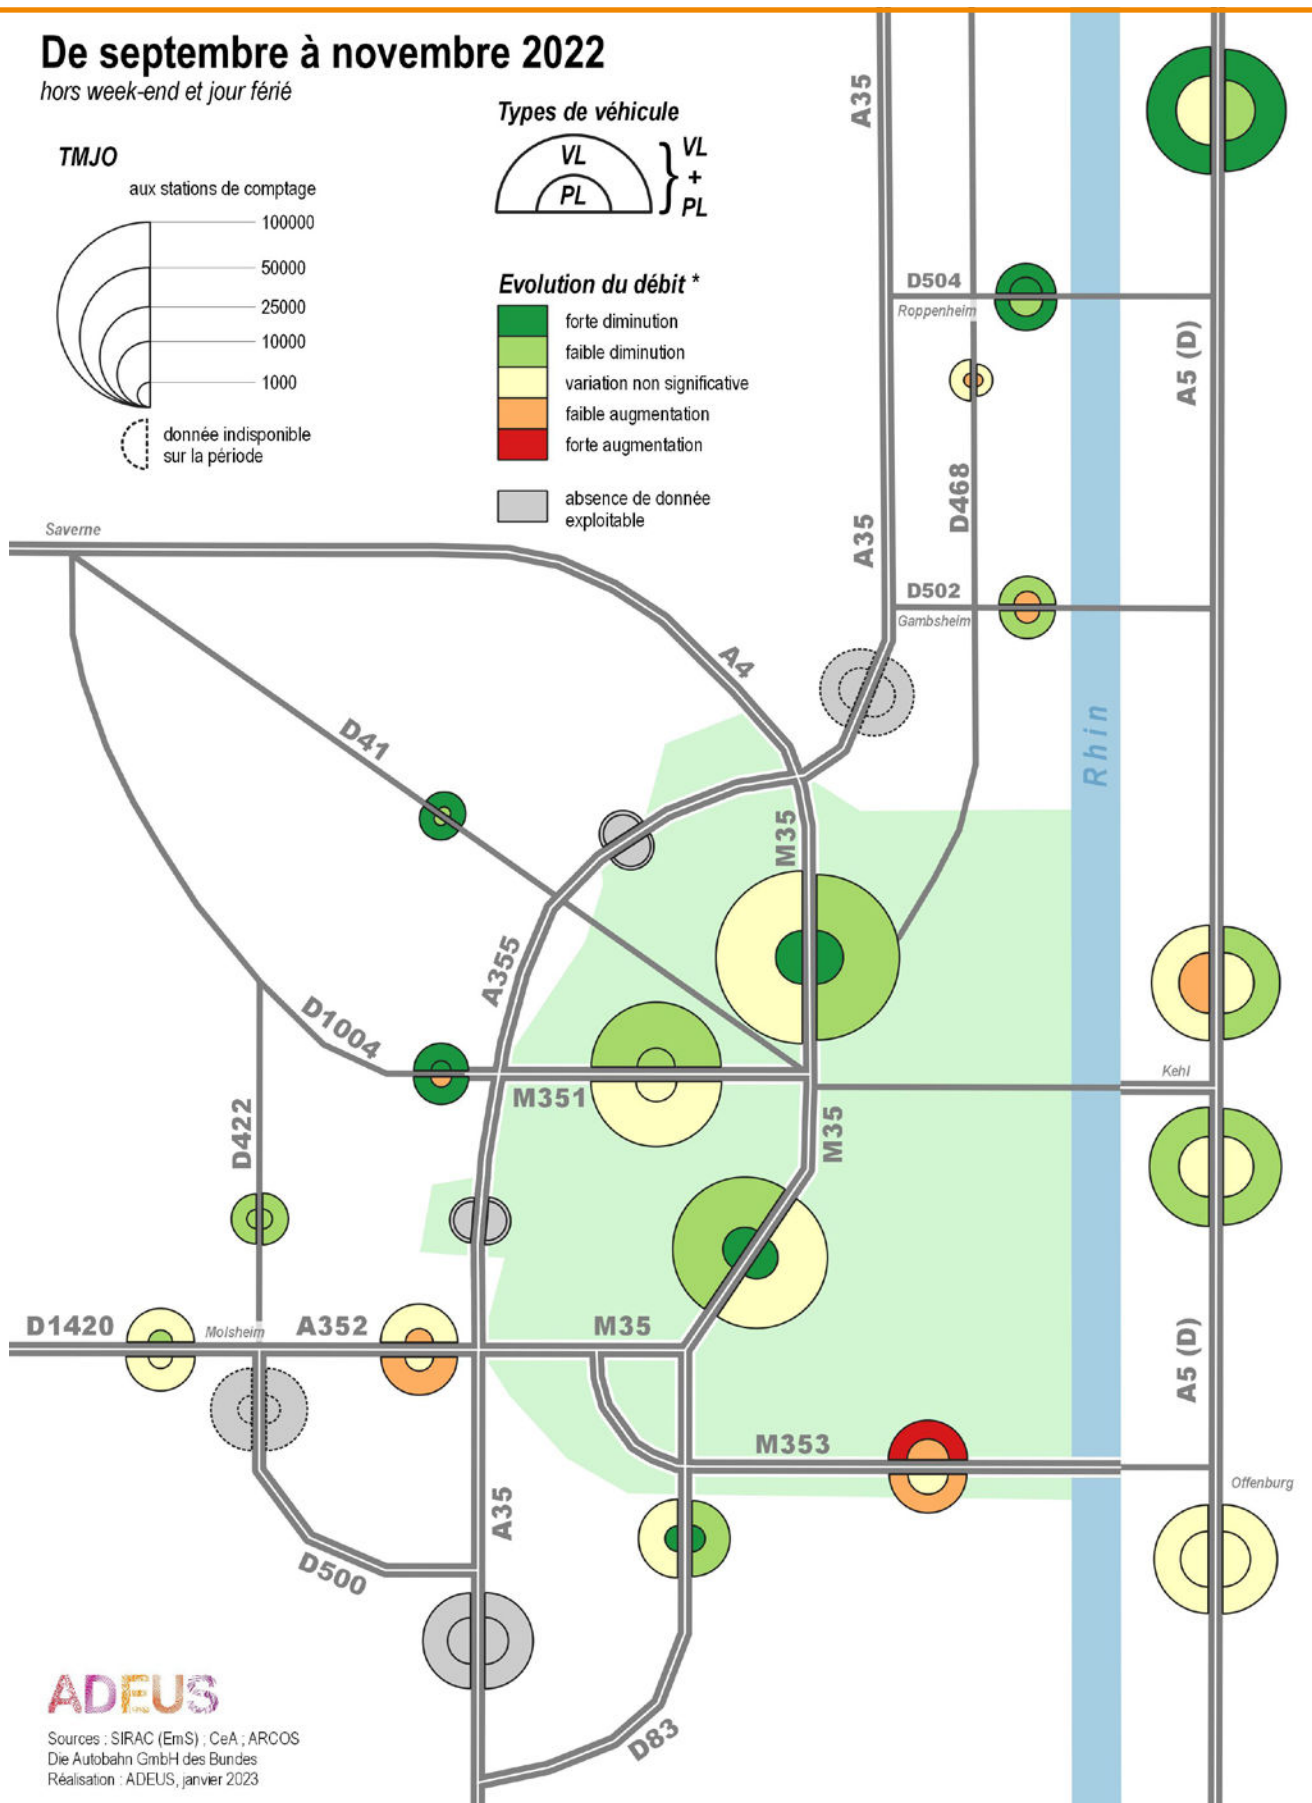 De septembre à novembre 2022
hors week-end et jour férié
TMJO
aux stations de comptage
100000
50000
25000
10000
1000
donnée indisponible
sur la période
Types de véhicule
VL
PL
VL
+
PL
Evolution du débit *
forte diminution
faible diminution
variation non significative
faible augmentation
forte augmentation
absence de donnée
exploitable
A35
D504
Roppenheim
A5 (D)
D468
A35
D502
Gambsheim
Saverne
A4
D41
Rhin
M35
A355
D1004
M351
Kehl
D422
M35
D1420
Molsheim
A352
M35
A5 (D)
M353
Offenburg
A35
D500
D83
ADEUS
Sources : SIRAC (EmS) ; CeA ; ARCOS
Die Autobahn GmbH des Bundes
Réalisation : ADEUS, janvier 2023